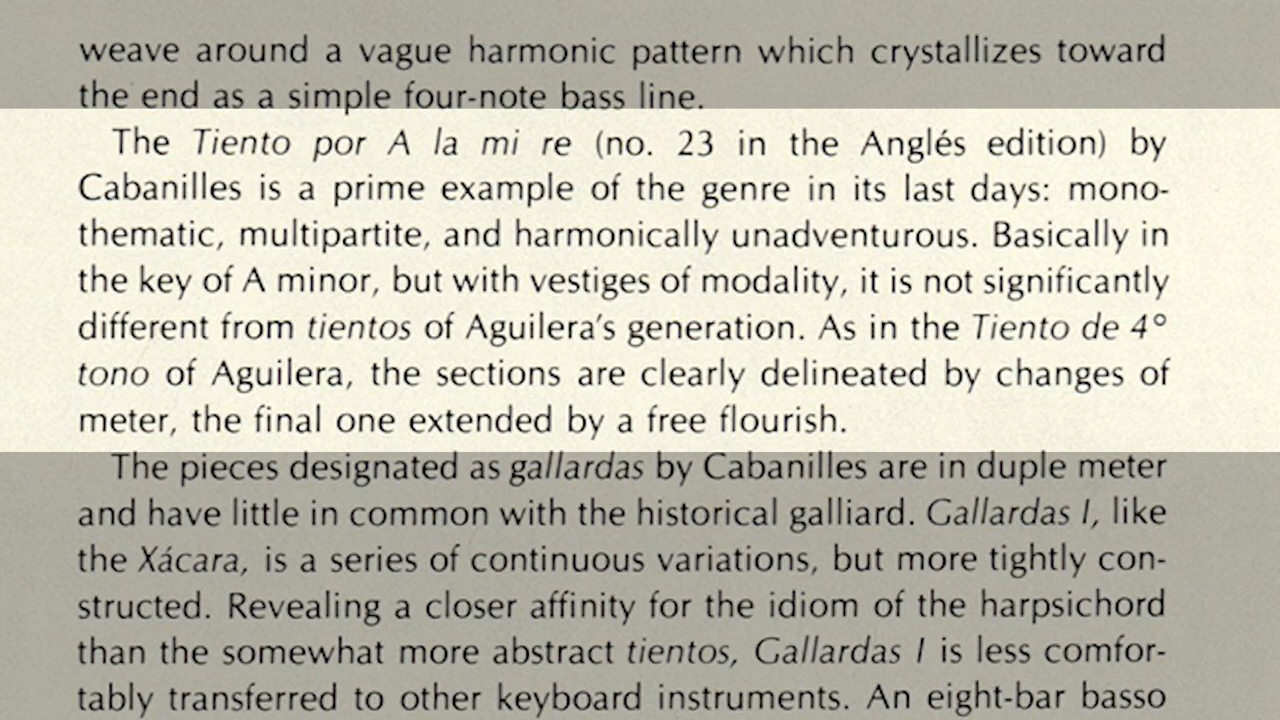 weave around a vague harmonic pattern which crystallizes toward
the end as a simple four-note bass line.
The Tiento por A la mi re (no. 23 in the Anglés edition) by
Cabanilles is a prime example of the genre in its last days: mono-
thematic, multipartite, and harmonically unadventurous. Basically in
the key of A minor, but with vestiges of modality, it is not significantly
different from tientos of Aguilera's generation. As in the Tiento de 4°
tono of Aguilera, the sections are clearly delineated by changes of
meter, the final one extended by a free flourish.
The pieces designated as gallardas by Cabanilles are in duple meter
and have little in common with the historical galliard. Gallardas I, like
the Xácara, is a series of continuous variations, but more tightly con-
structed. Revealing a closer affinity for the idiom of the harpsichord
than the somewhat more abstract tientos, Gallardas I is less comfor-
tably transferred to other keyboard instruments. An eight-bar basso